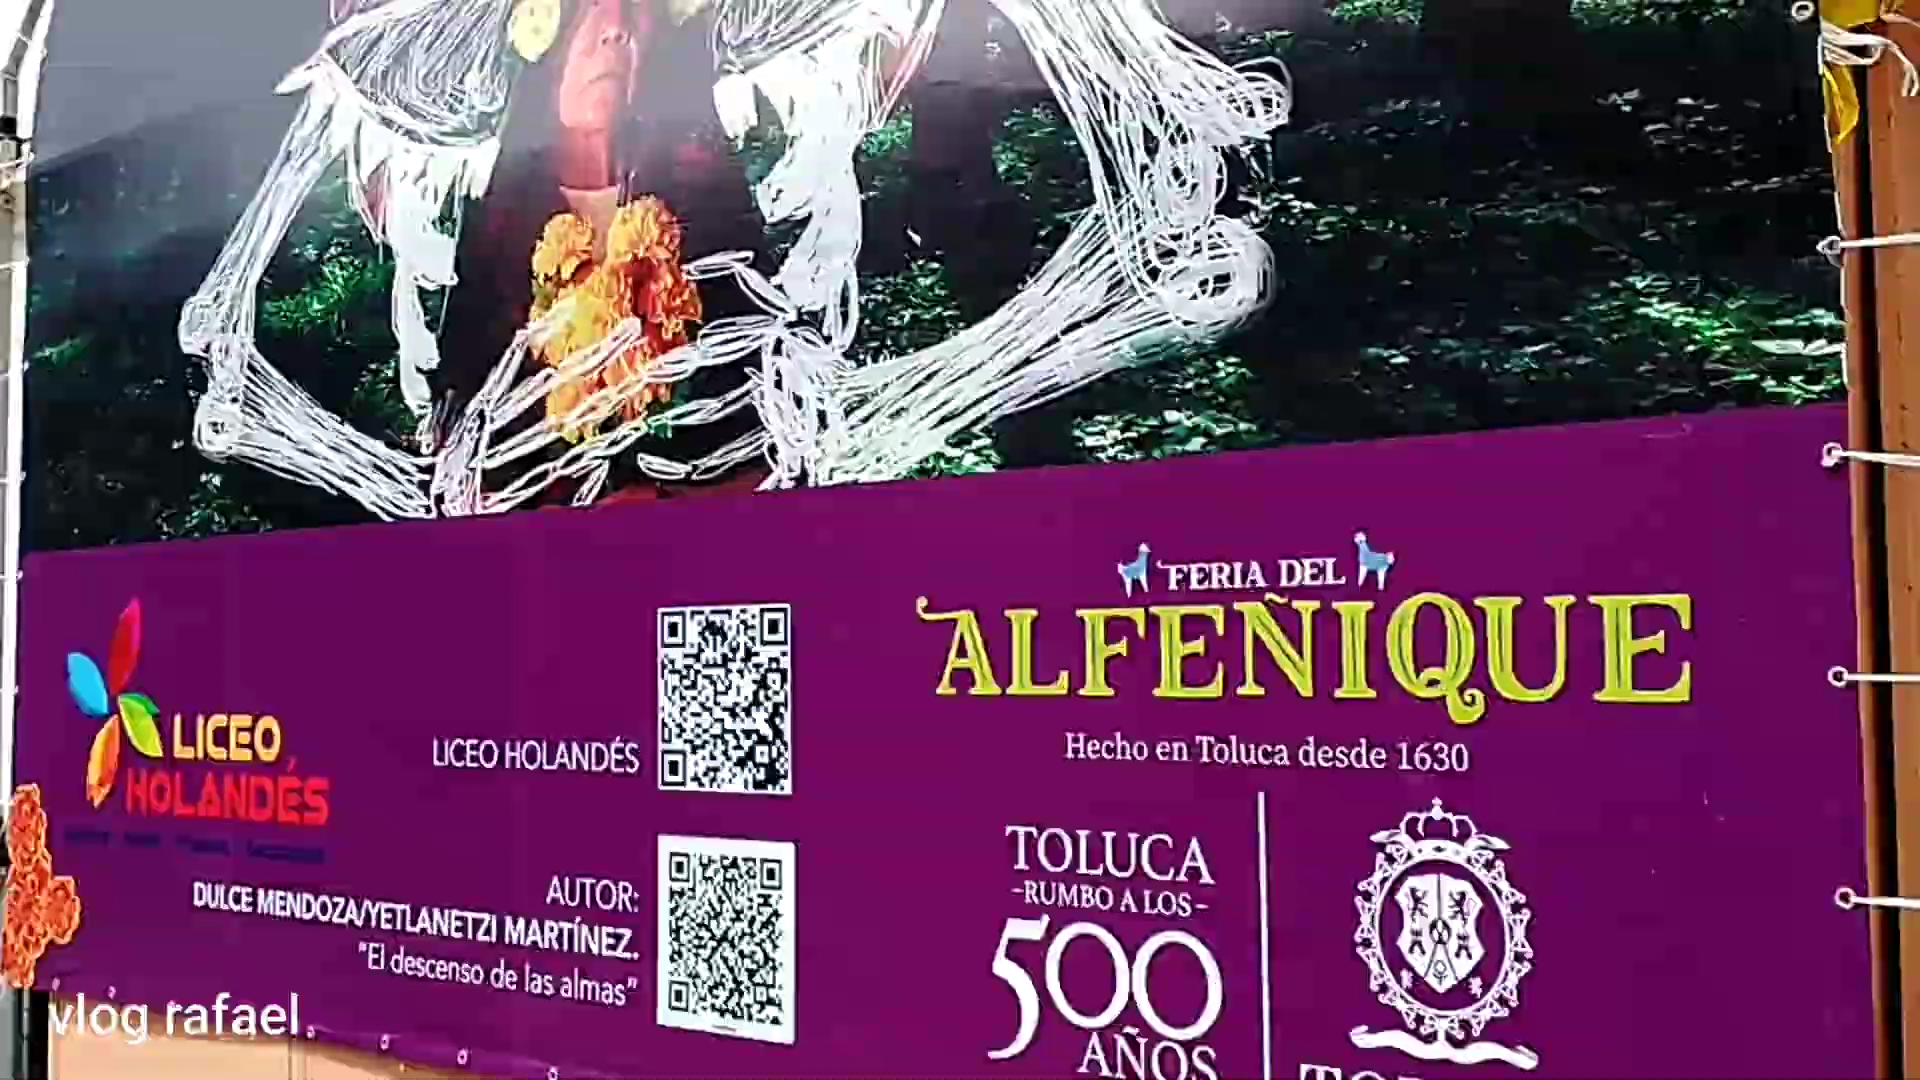 FERIA DEL
ALFEÑIQUE
Hecho en Toluca desde 1630
LICEO
HOLANDÉS
LICEO HOLANDÉS
AUTOR:
DULCE MENDOZA/YETLANETZI MARTÍNEZ.
"El descenso de las almas"
TOLUCA
-RUMBO A LOS-
500
AÑOS
vlog rafael